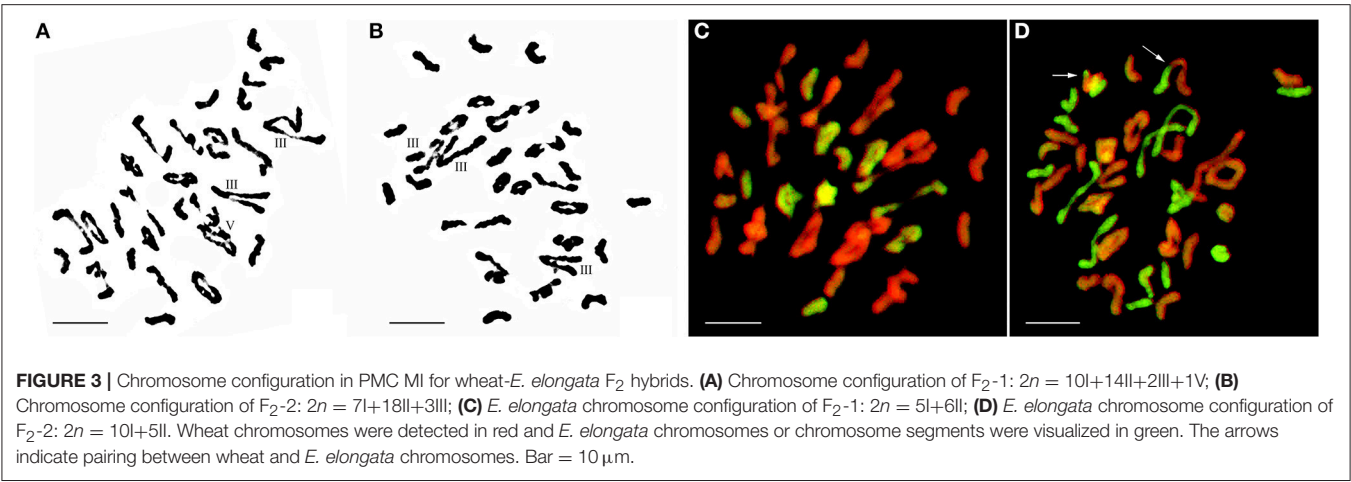 A
B
C
D
III
III
V
III
III
III
FIGURE 3 | Chromosome configuration in PMC MI for wheat-E. elongata F₂ hybrids. (A) Chromosome configuration of F₂-1: 2n = 10I+14II+2III+1V; (B)
Chromosome configuration of F₂-2: 2n = 7I+18II+3III; (C) E. elongata chromosome configuration of F₂-1: 2n = 5I+6II; (D) E. elongata chromosome configuration of
F₂-2: 2n = 10I+5II. Wheat chromosomes were detected in red and E. elongata chromosomes or chromosome segments were visualized in green. The arrows
indicate pairing between wheat and E. elongata chromosomes. Bar = 10 μm.